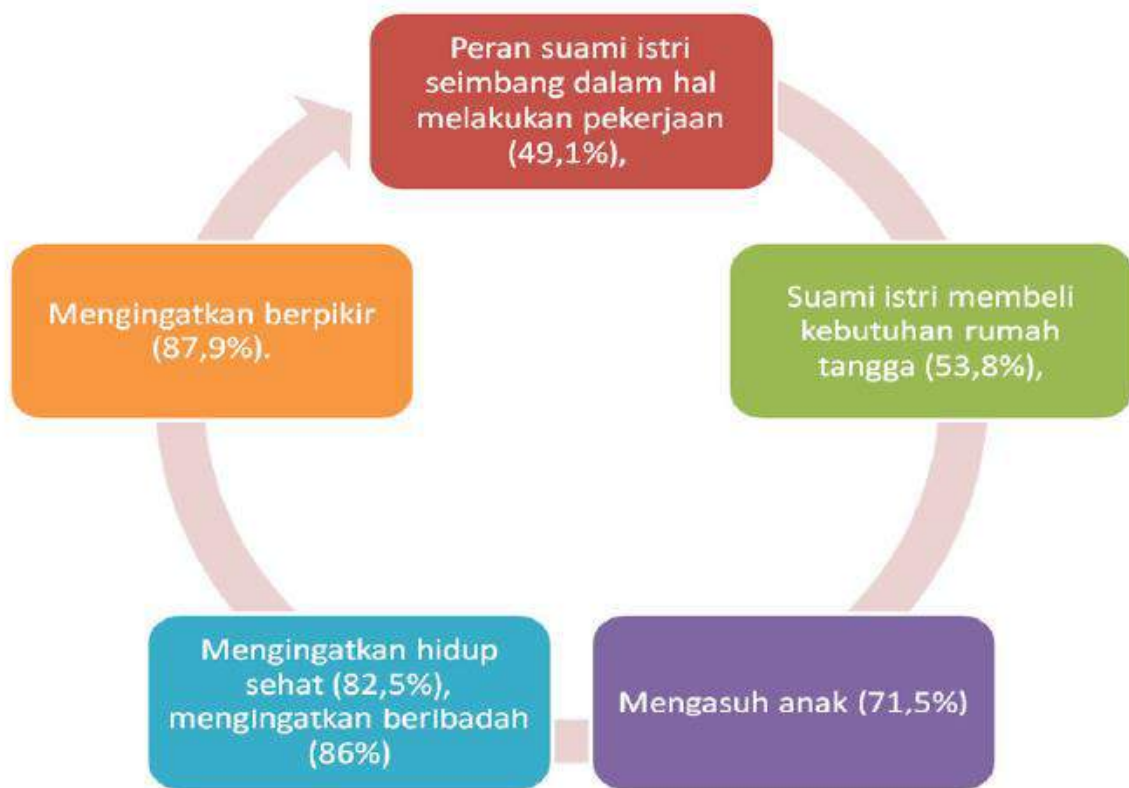 Peran suami istri
seimbang dalam hal
melakukan pekerjaan
(49,1%),
Suami istri membeli
kebutuhan rumah
tangga (53,8%),
Mengasuh anak (71,5%)
Mengingatkan hidup
sehat (82,5%),
mengingatkan beribadah
(86%)
Mengingatkan berpikir
(87,9%).